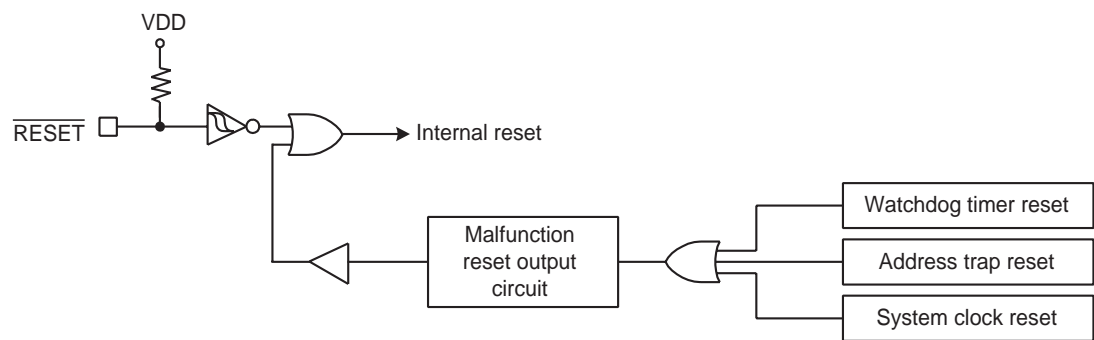 VDD
RESET
Internal reset
Malfunction
reset output
circuit
Watchdog timer reset
Address trap reset
System clock reset